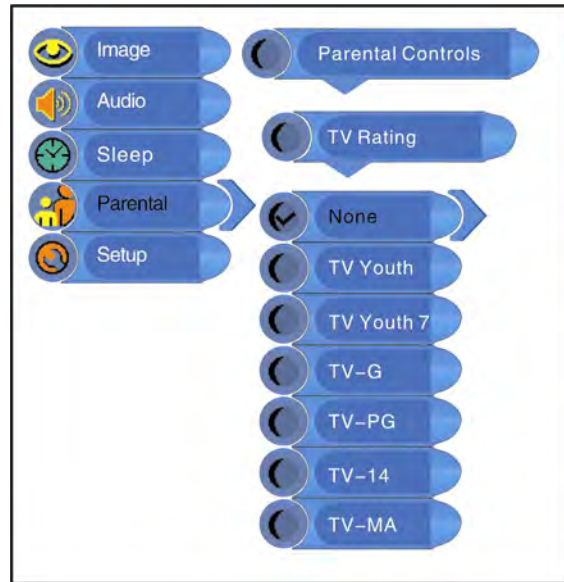 Image
Audio
Sleep
Parental
Setup
Parental Controls
TV Rating
None
TV Youth
TV Youth 7
TV–G
TV–PG
TV–14
TV–MA